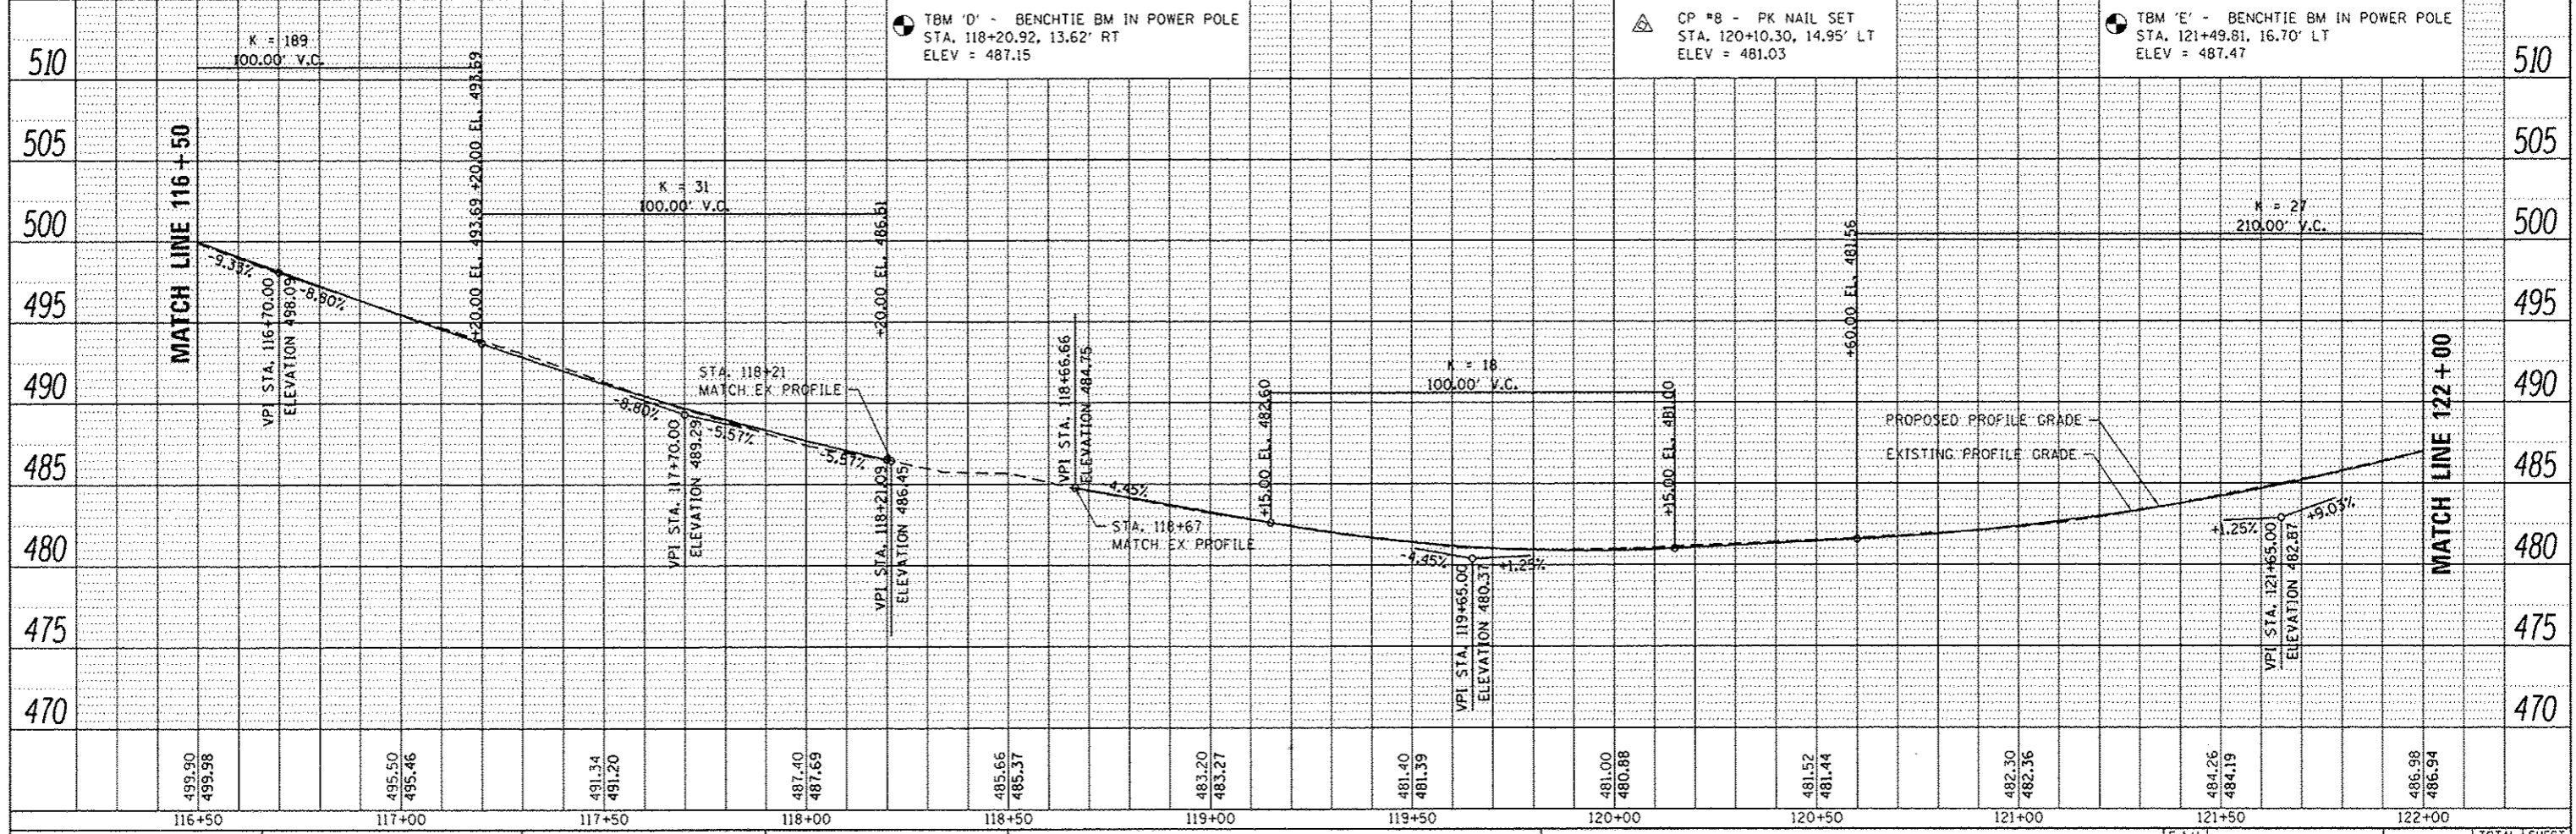 TBM 'D' - BENCHTIE BM IN POWER POLE
STA. 118+20.92, 13.62' RT
ELEV = 487.15
CP #8 - PK NAIL SET
STA. 120+10.30, 14.95' LT
ELEV = 481.03
TBM 'E' - BENCHTIE BM IN POWER POLE
STA. 121+49.81, 16.70' LT
ELEV = 487.47
510
505
500
495
490
485
480
475
470
510
505
500
495
490
485
480
475
470
MATCH LINE 116+50
K = 189
100.00' V.C.
+20.00 EL. 493.69
+20.00 EL. 493.69
-9.33%
VPI STA. 116+70.00
ELEVATION 498.09
-8.80%
K = 31
100.00' V.C.
+20.00 EL. 486.51
STA. 118+21
MATCH EX PROFILE
-8.80%
VPI STA. 117+70.00
ELEVATION 489.29
-5.57%
-5.57%
VPI STA. 118+21.09
ELEVATION 486.45
VPI STA. 118+66.66
ELEVATION 484.75
-4.45%
STA. 118+67
MATCH EX PROFILE
K = 18
100.00' V.C.
+15.00 EL. 482.60
+15.00 EL. 481.00
-4.45%
VPI STA. 119+65.00
ELEVATION 480.37
+1.25%
K = 27
210.00' V.C.
+60.00 EL. 481.56
PROPOSED PROFILE GRADE
EXISTING PROFILE GRADE
+1.25%
VPI STA. 121+65.00
ELEVATION 482.87
+9.03%
MATCH LINE 122+00
499.90
499.98
495.50
495.46
491.34
491.20
487.40
487.69
485.66
485.37
483.20
483.27
481.40
481.39
481.00
480.88
481.52
481.44
482.30
482.36
484.26
484.19
486.98
486.94
116+50
117+00
117+50
118+00
118+50
119+00
119+50
120+00
120+50
121+00
121+50
122+00
TOTAL SHEET